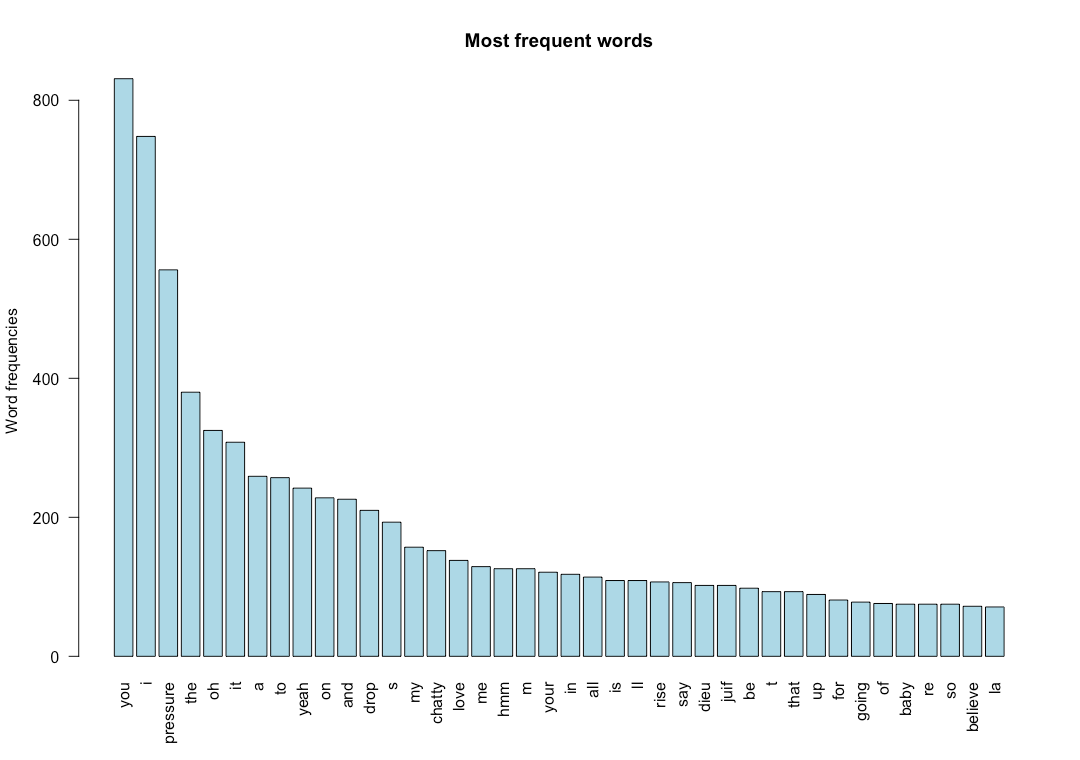 Most frequent words
Word frequencies
800
600
400
200
0
you
i
pressure
the
oh
it
a
to
yeah
on
and
drop
s
my
chatty
love
me
hmm
m
your
in
all
is
ll
rise
say
dieu
juif
be
t
that
up
for
going
of
baby
re
so
believe
la